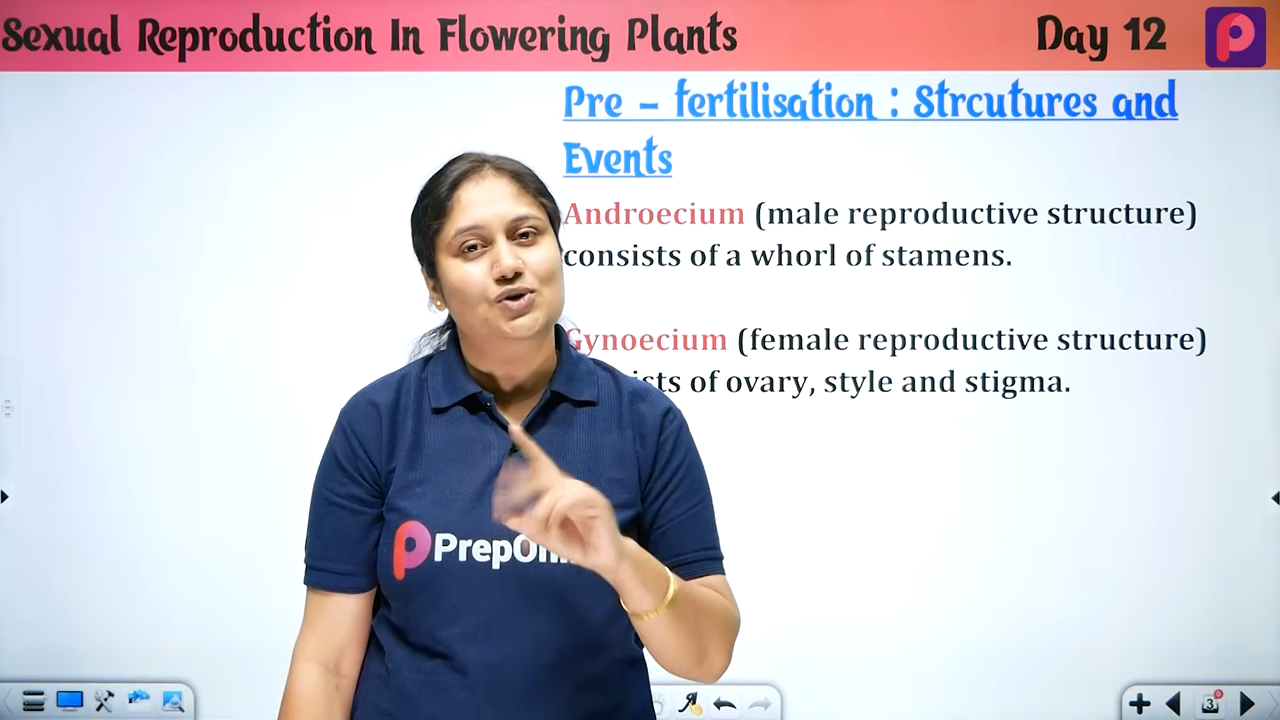 Sexual Reproduction In Flowering Plants
Day 12
Pre – fertilisation : Strcutures and
Events
Androecium (male reproductive structure)
consists of a whorl of stamens.
Gynoecium (female reproductive structure)
of ovary, style and stigma.
3